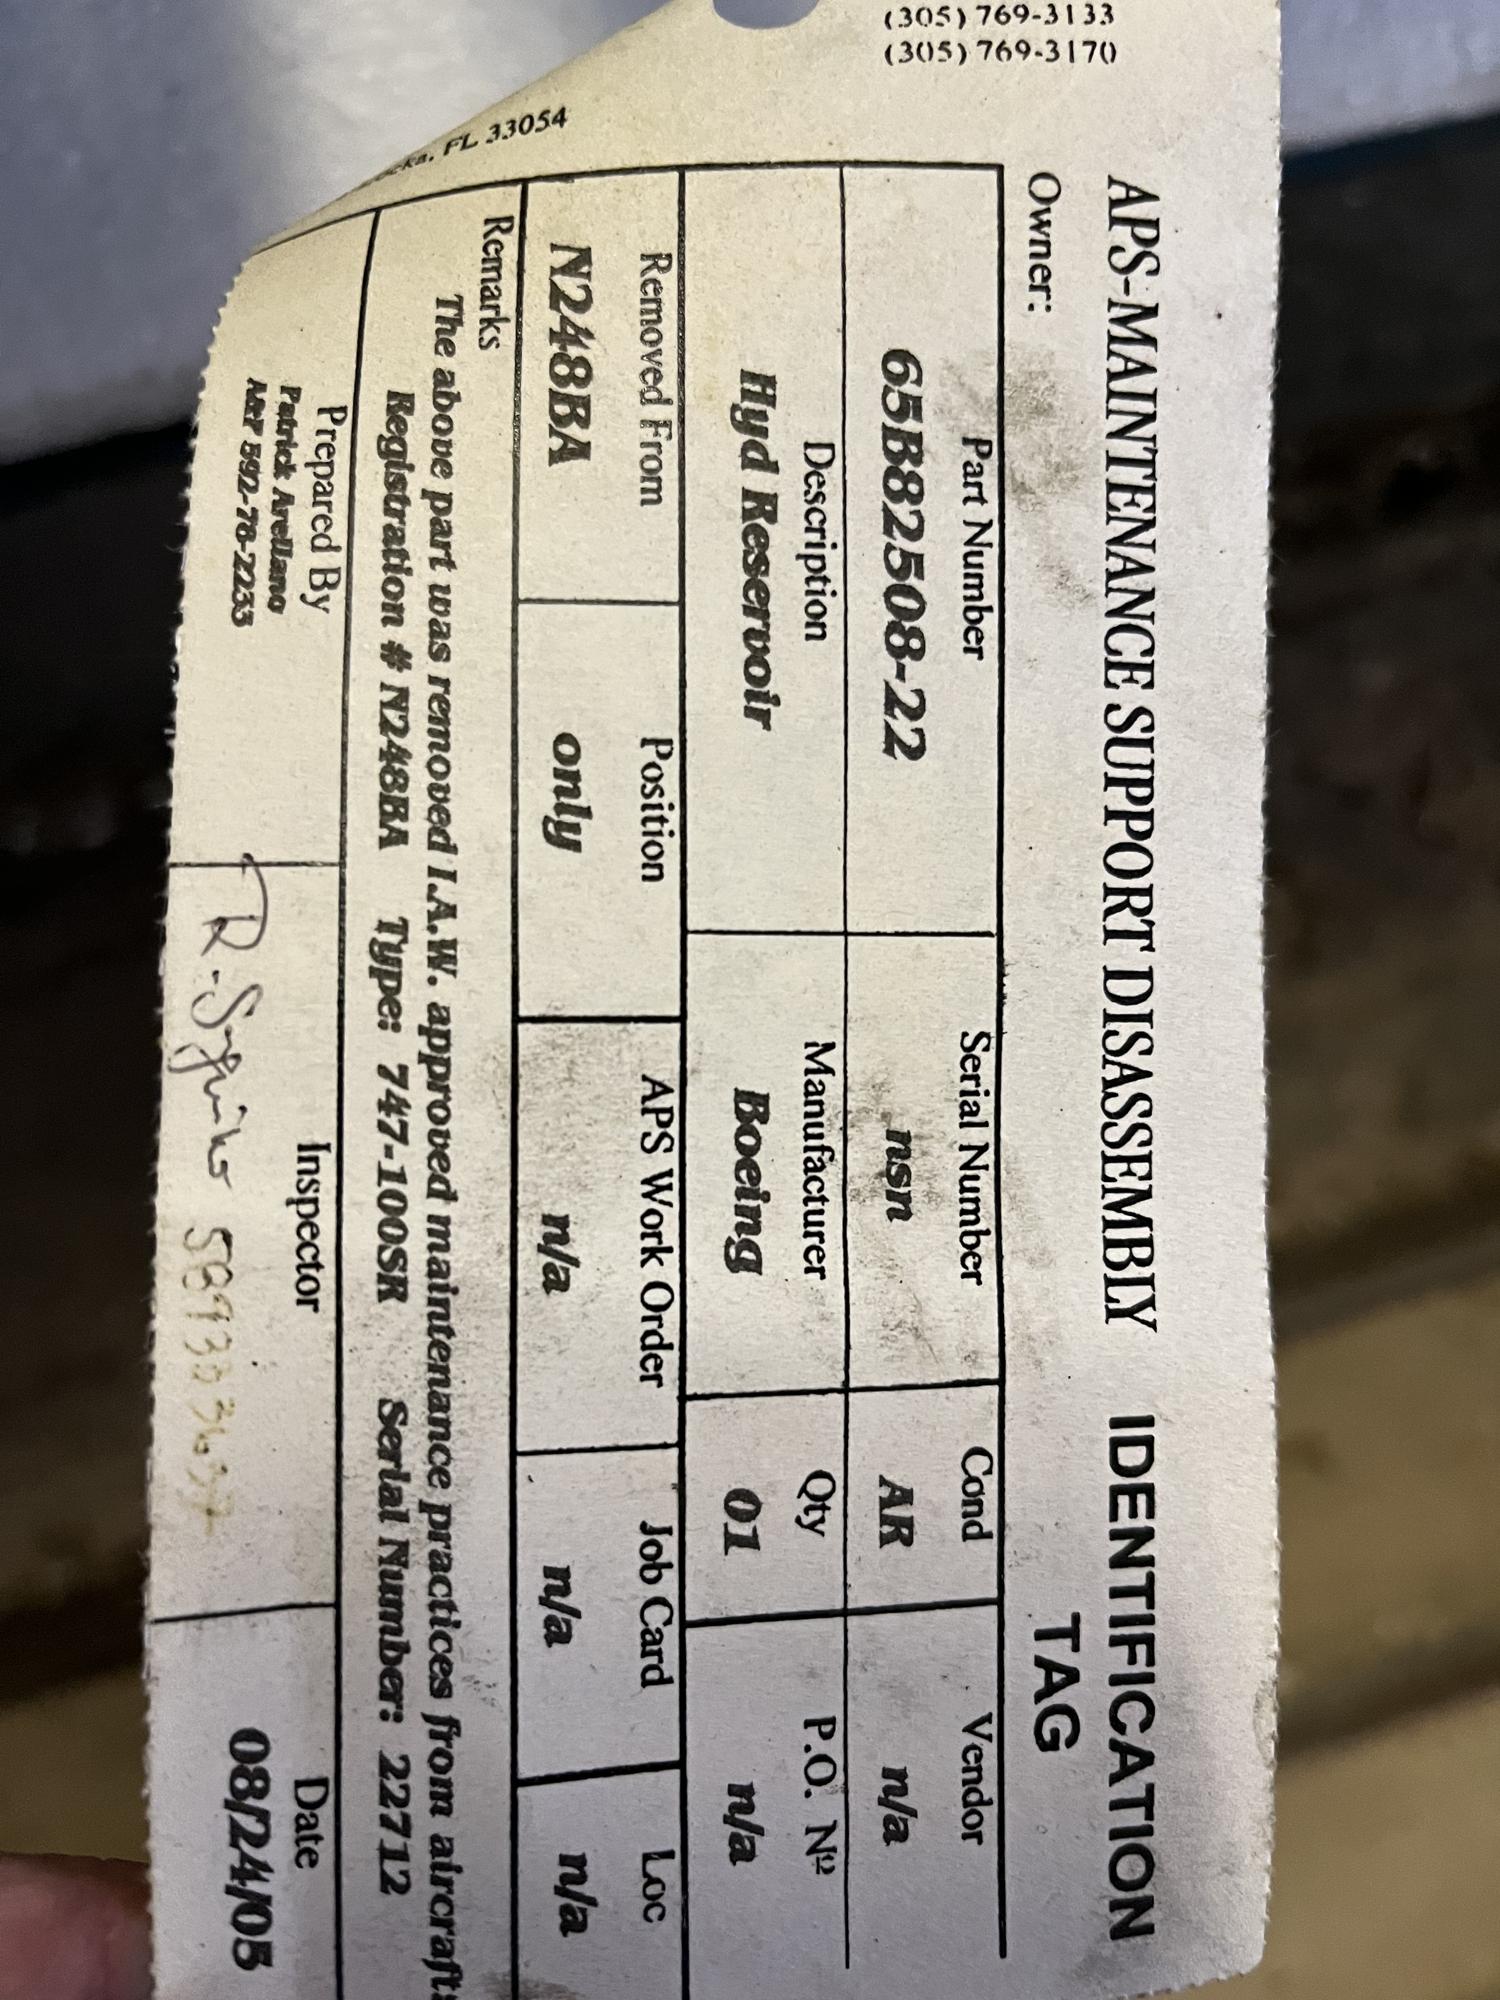 (305) 769-3133
(305) 769-3170
FL 33054
APS-MAINTENANCE SUPPORT DISASSEMBLY IDENTIFICATION
TAG
Owner:
Part Number Serial Number Cond Vendor
65B82508-22 nsn AR n/a
Description Manufacturer Qty P.O. Nº
Hyd Reservoir Boeing 01 n/a
Removed From Position APS Work Order Job Card Loc
N248BA only n/a n/a n/a
Remarks
The above part was removed I.A.W. approved maintenance practices from aircraft:
Registration # N248BA Type: 747-100SR Serial Number: 22712
Prepared By Inspector Date
Patrick Arellano
A&P 592-78-2233
R. 08/24/05